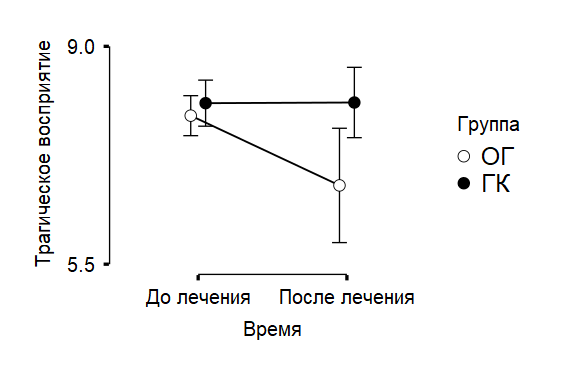 9.0
Трагическое восприятие
5.5
До лечения
После лечения
Время
Группа
ОГ
ГК